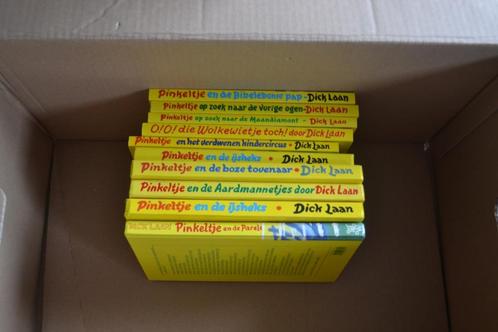 Pinkeltje en de Bibelebonse pap - Dick Laan
Pinkeltje op zoek naar de vurige ogen - Dick Laan
Pinkeltje op zoek naar de Maandiamant - Dick Laan
O! O! die Wolkewietje toch! door Dick Laan
Pinkeltje en het verdwenen kindercircus • Dick Laan
Pinkeltje en de ijsheks • Dick Laan
Pinkeltje en de boze tovenaar • Dick Laan
Pinkeltje en de Aardmannetjes door Dick Laan
Pinkeltje en de ijsheks • Dick Laan
DICK LAAN Pinkeltje en de Parels